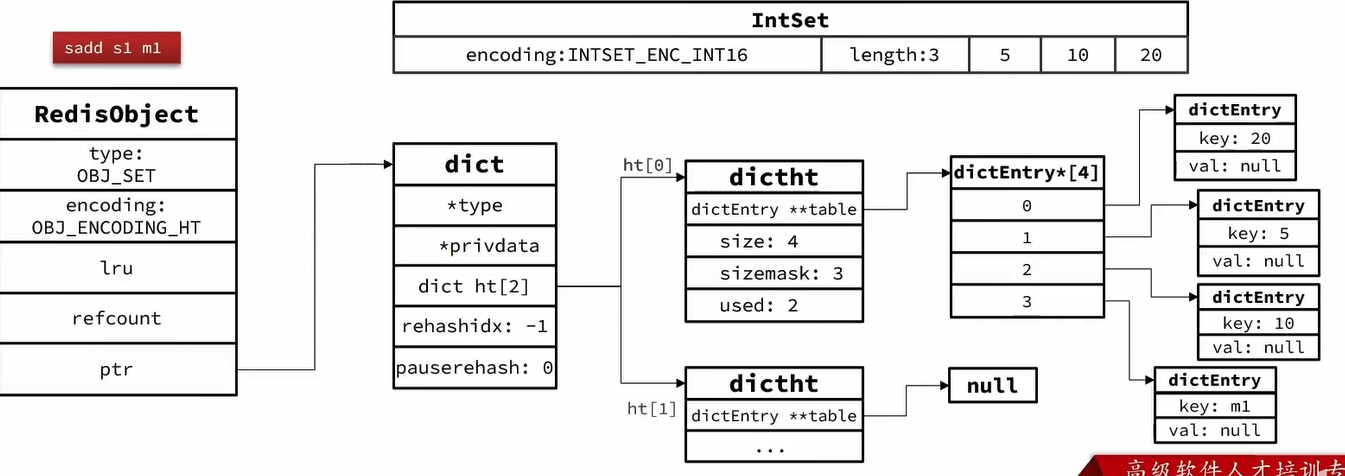 sadd s1 m1
IntSet
encoding:INTSET_ENC_INT16 length:3 5 10 20
RedisObject
type:
OBJ_SET
encoding:
OBJ_ENCODING_HT
lru
refcount
ptr
dict
*type
*privdata
dict ht[2]
rehashidx: -1
pauserehash: 0
ht[0]
dictht
dictEntry **table
size: 4
sizemask: 3
used: 2
ht[1]
dictht
dictEntry **table
...
dictEntry*[4]
0
1
2
3
null
dictEntry
key: 20
val: null
dictEntry
key: 5
val: null
dictEntry
key: 10
val: null
dictEntry
key: m1
val: null
高级软件人才培训专